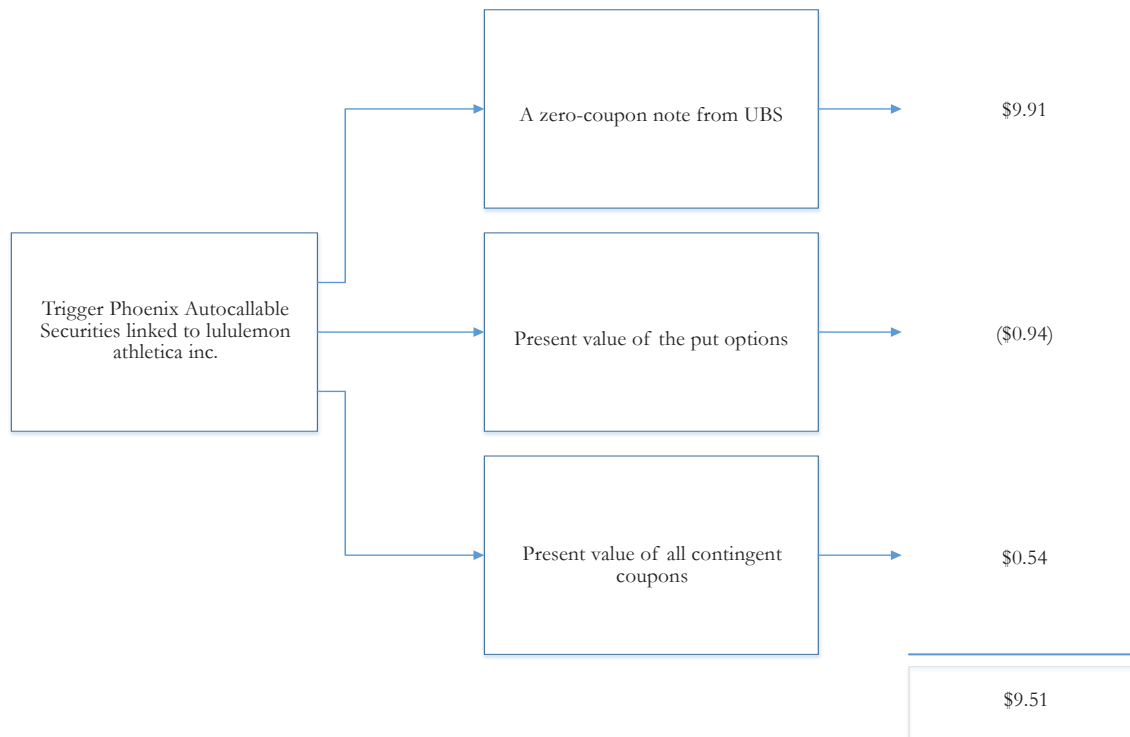 A zero-coupon note from UBS
$9.91
Trigger Phoenix Autocallable
Securities linked to lululemon
athletica inc.
Present value of the put options
($0.94)
Present value of all contingent
coupons
$0.54
$9.51